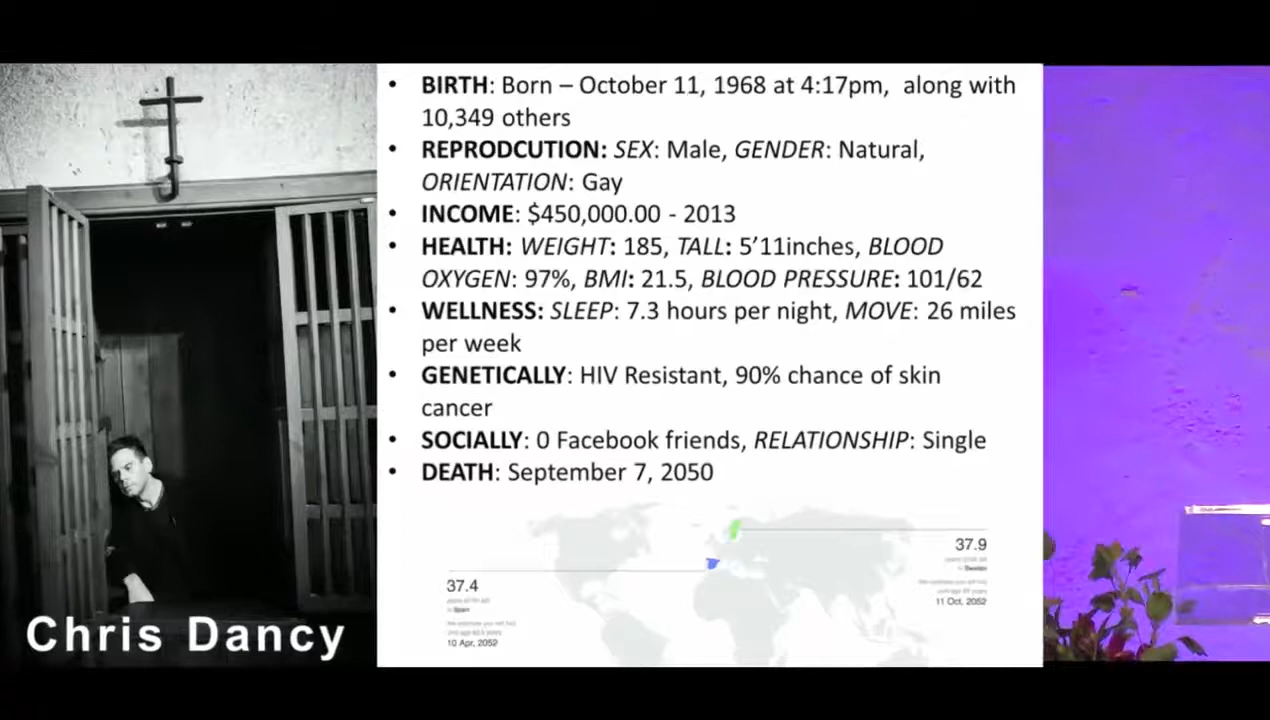 • BIRTH: Born – October 11, 1968 at 4:17pm, along with
10,349 others
• REPRODCUTION: SEX: Male, GENDER: Natural,
ORIENTATION: Gay
• INCOME: $450,000.00 - 2013
• HEALTH: WEIGHT: 185, TALL: 5’11inches, BLOOD
OXYGEN: 97%, BMI: 21.5, BLOOD PRESSURE: 101/62
• WELLNESS: SLEEP: 7.3 hours per night, MOVE: 26 miles
per week
• GENETICALLY: HIV Resistant, 90% chance of skin
cancer
• SOCIALLY: 0 Facebook friends, RELATIONSHIP: Single
• DEATH: September 7, 2050
37.9
Sweden
11 Oct, 2052
37.4
Spain
10 Apr, 2052
Chris Dancy